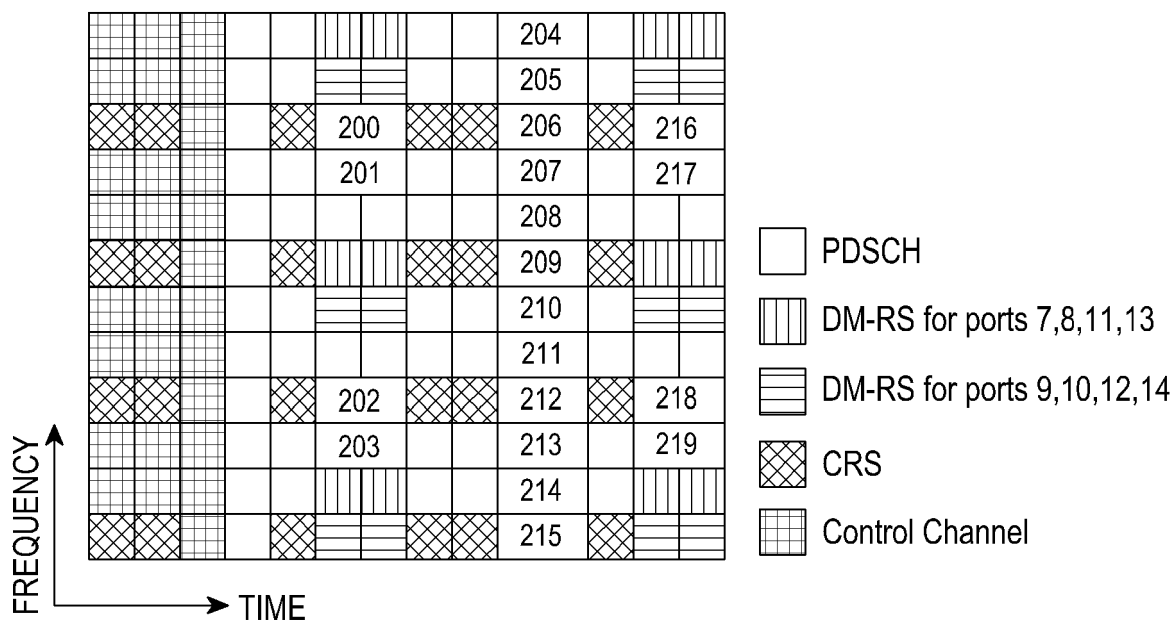 204
205
200 206 216
201 207 217
208
209
210
211
202 212 218
203 213 219
214
215
PDSCH
DM-RS for ports 7,8,11,13
DM-RS for ports 9,10,12,14
CRS
Control Channel
FREQUENCY
TIME